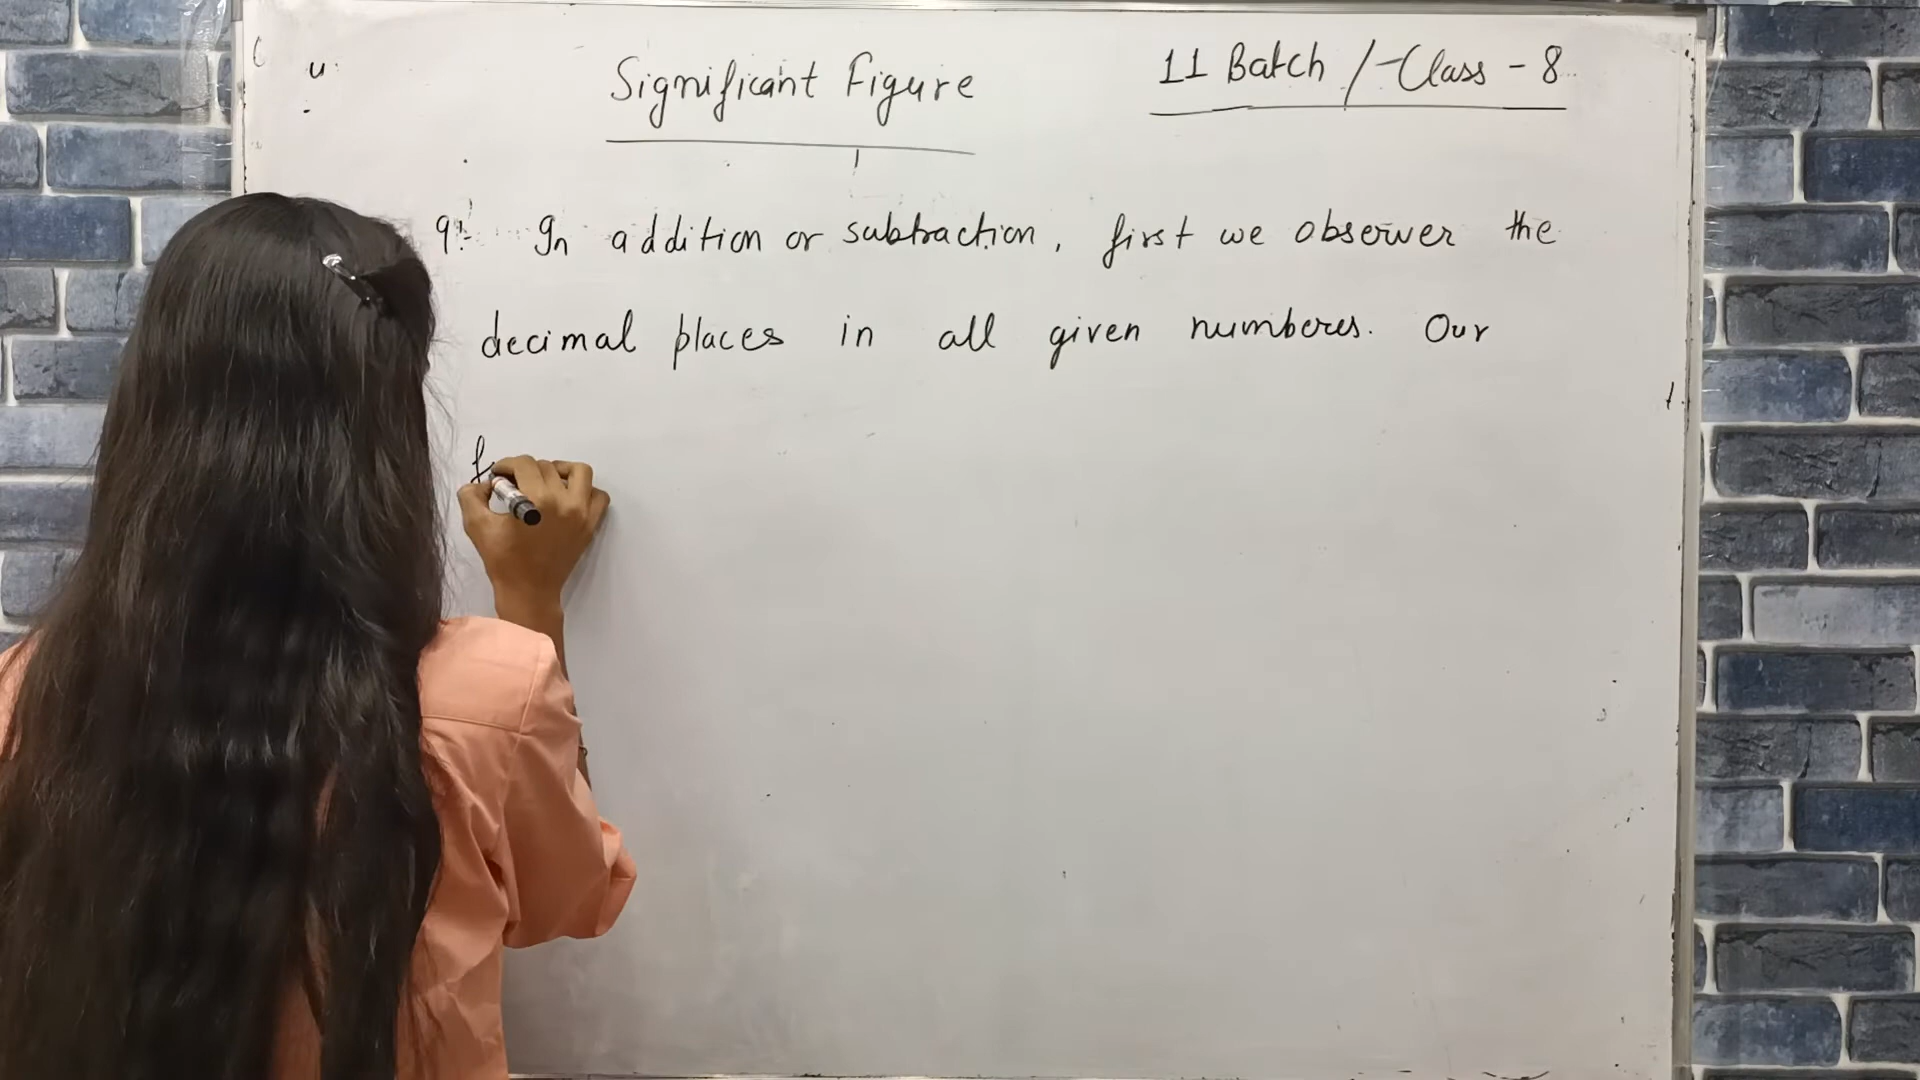 Significant Figure
11 Batch / Class - 8
9:- In addition or subtraction, first we observer the
decimal places in all given numberes. Our